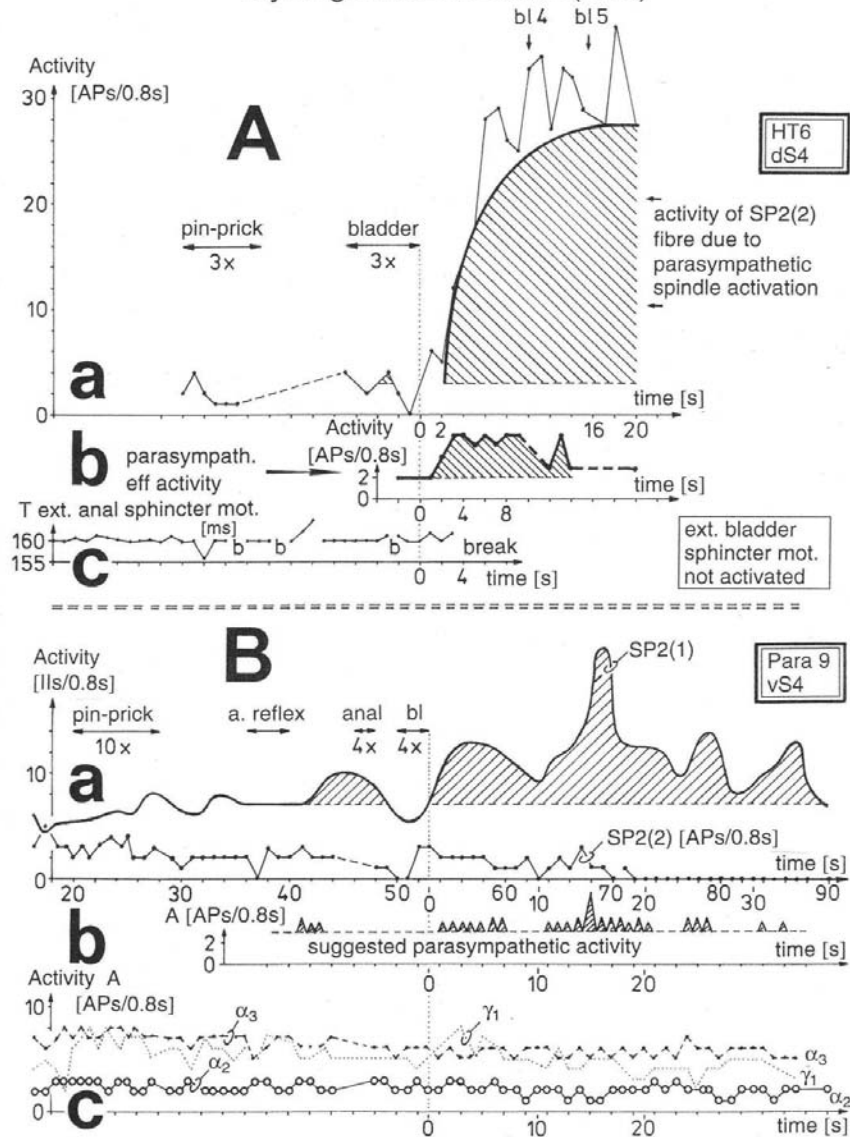 bl 4 bl 5
Activity
[APs/0.8s]
30
A
HT6
dS4
20
activity of SP2(2)
fibre due to
parasympathetic
spindle activation
pin-prick
3x
bladder
3x
10
a
0
time [s]
0 2 16 20
b
parasympath.
eff activity
Activity
[APs/0.8s]
2
0
time [s]
0 4 8
T ext. anal sphincter mot.
[ms]
160
155
b b b
break
c
0 4 time [s]
ext. bladder
sphincter mot.
not activated
B
Activity
[IIs/0.8s]
SP2(1)
Para 9
vS4
pin-prick
10x
a. reflex
anal
4x
bl
4x
10
a
SP2(2) [APs/0.8s]
0
time [s]
18 20 30 40 50 0 60 10 70 20 80 30 90
b
A [APs/0.8s]
2
0
suggested parasympathetic activity
time [s]
0 10 20
Activity A
[APs/0.8s]
10
α3
α2
γ1
α3
γ1
α2
c
0
time [s]
0 10 20